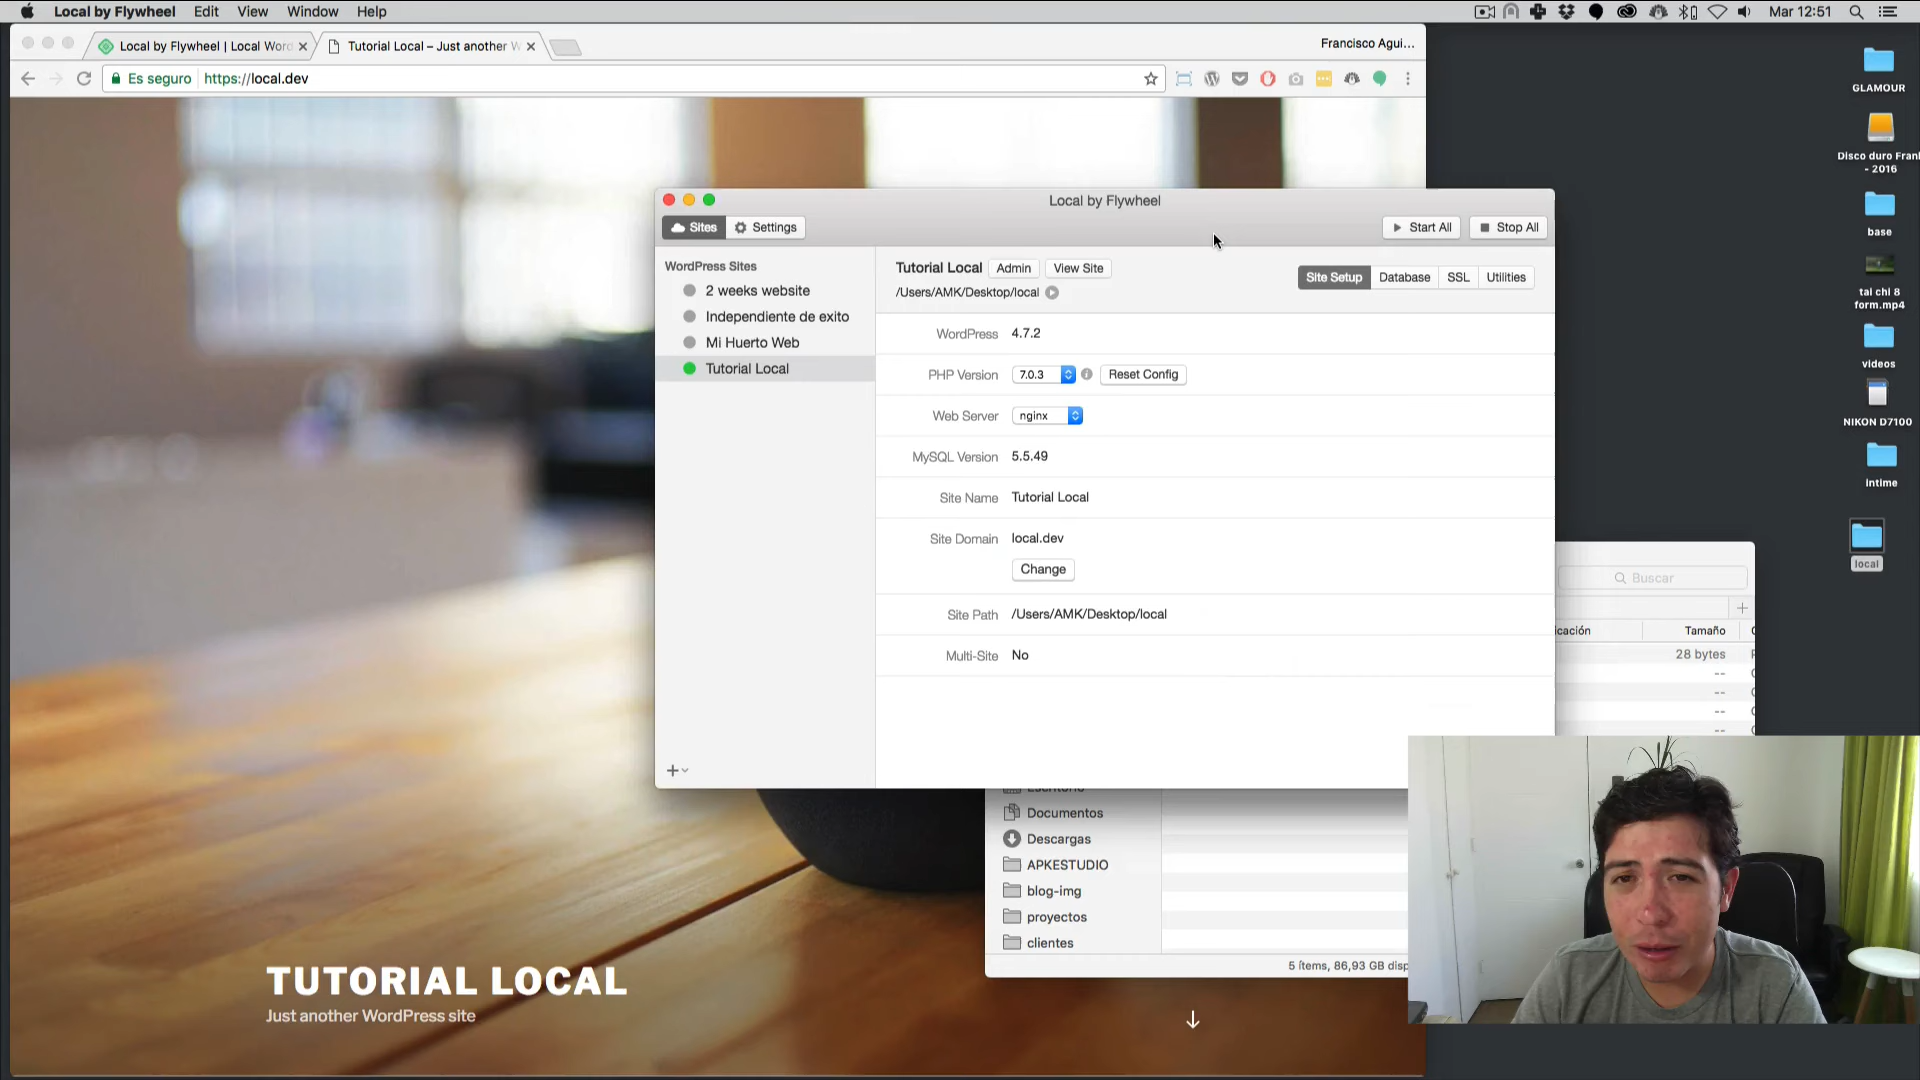 Local by Flywheel Edit View Window Help Mar 12:51
Local by Flywheel | Local Word
Tutorial Local – Just another W
Francisco Agui...
Es seguro https://local.dev
GLAMOUR
Disco duro Fran
- 2016
base
tai chi 8
form.mp4
videos
NIKON D7100
intime
local
Local by Flywheel
Sites Settings Start All Stop All
WordPress Sites
2 weeks website
Independiente de exito
Mi Huerto Web
Tutorial Local
Tutorial Local Admin View Site
/Users/AMK/Desktop/local
Site Setup Database SSL Utilities
WordPress 4.7.2
PHP Version 7.0.3 Reset Config
Web Server nginx
MySQL Version 5.5.49
Site Name Tutorial Local
Site Domain local.dev
Change
Site Path /Users/AMK/Desktop/local
Multi-Site No
Buscar
icación Tamaño
28 bytes
--
--
--
--
Escritorio
Documentos
Descargas
APKESTUDIO
blog-img
proyectos
clientes
5 ítems, 86,93 GB disp
TUTORIAL LOCAL
Just another WordPress site